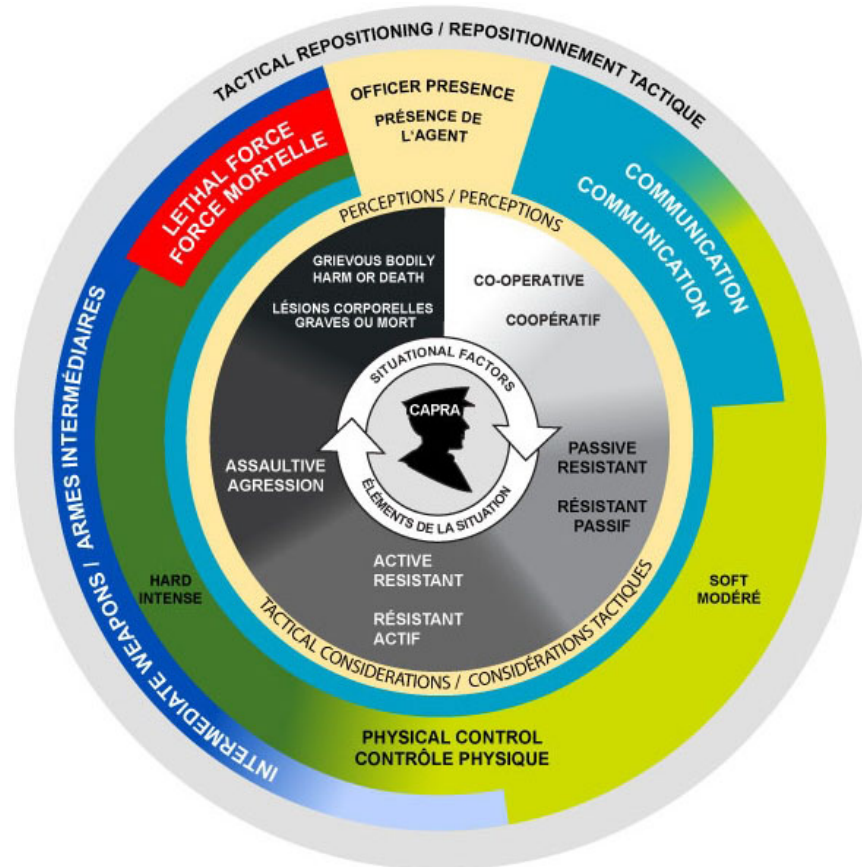 TACTICAL REPOSITIONING / REPOSITIONNEMENT TACTIQUE
OFFICER PRESENCE
PRÉSENCE DE
L'AGENT
LETHAL FORCE
FORCE MORTELLE
COMMUNICATION
COMMUNICATION
PERCEPTIONS / PERCEPTIONS
GRIEVOUS BODILY
HARM OR DEATH
LÉSIONS CORPORELLES
GRAVES OU MORT
CO-OPERATIVE
COOPÉRATIF
SITUATIONAL FACTORS
CAPRA
ÉLÉMENTS DE LA SITUATION
ASSAULTIVE
AGRESSION
PASSIVE
RESISTANT
RÉSISTANT
PASSIF
ACTIVE
RESISTANT
RÉSISTANT
ACTIF
TACTICAL CONSIDERATIONS / CONSIDÉRATIONS TACTIQUES
HARD
INTENSE
SOFT
MODÉRÉ
INTERMEDIATE WEAPONS / ARMES INTERMÉDIAIRES
PHYSICAL CONTROL
CONTRÔLE PHYSIQUE